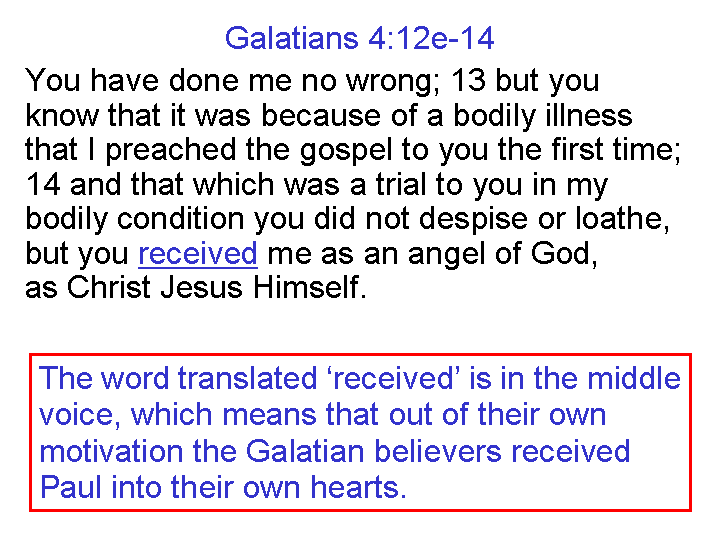 Galatians 4:12e-14
You have done me no wrong; 13 but you
know that it was because of a bodily illness
that I preached the gospel to you the first time;
14 and that which was a trial to you in my
bodily condition you did not despise or loathe,
but you received me as an angel of God,
as Christ Jesus Himself.
The word translated ‘received’ is in the middle
voice, which means that out of their own
motivation the Galatian believers received
Paul into their own hearts.